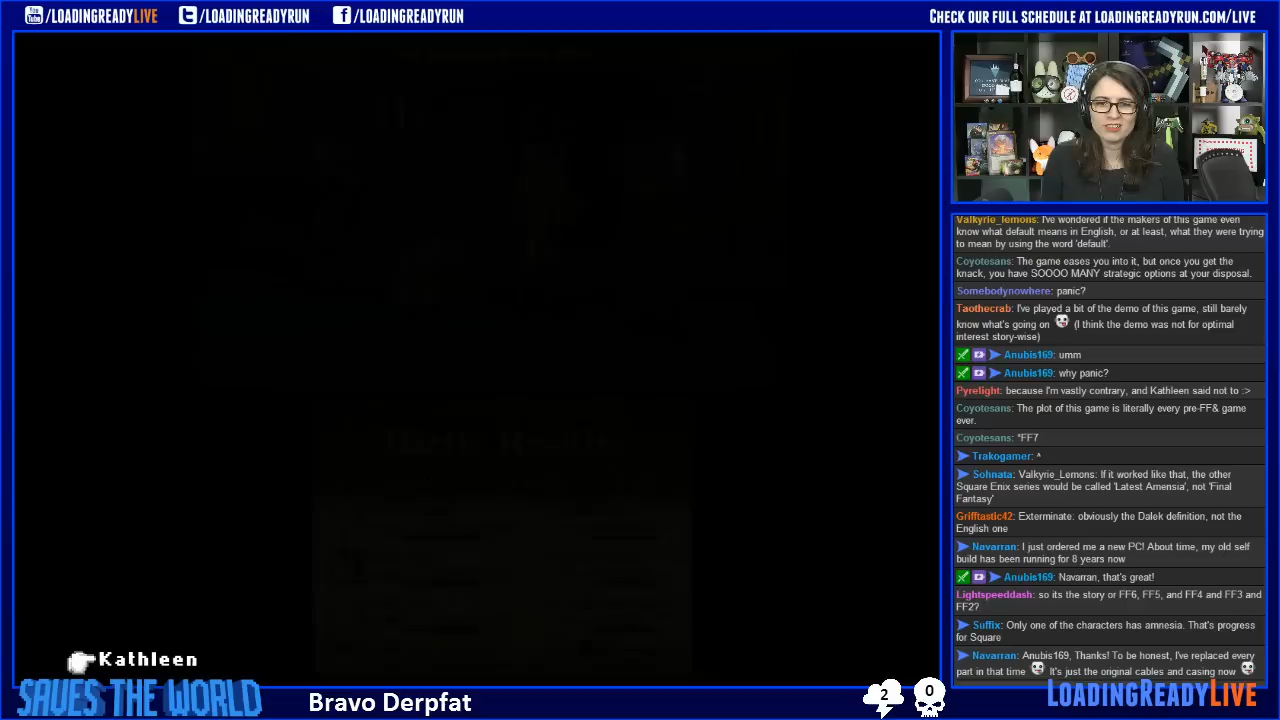 /LOADINGREADYLIVE
/LOADINGREADYRUN
/LOADINGREADYRUN
CHECK OUR FULL SCHEDULE AT LOADINGREADYRUN.COM/LIVE
Valkyrie_lemons: I've wondered if the makers of this game even
know what default means in English, or at least, what they were trying
to mean by using the word 'default'.
Coyotesans: The game eases you into it, but once you get the
knack, you have SOOOO MANY strategic options at your disposal.
Somebodynowhere: panic?
Taothecrab: I've played a bit of the demo of this game, still barely
know what's going on (I think the demo was not for optimal
interest story-wise)
Anubis169: umm
Anubis169: why panic?
Pyrelight: because I'm vastly contrary, and Kathleen said not to :>
Coyotesans: The plot of this game is literally every pre-FF& game
ever.
Coyotesans: *FF7
Trakogamer: ^
Sohnata: Valkyrie_Lemons: If it worked like that, the other
Square Enix series would be called 'Latest Amensia', not 'Final
Fantasy'
Grifftastic42: Exterminate: obviously the Dalek definition, not the
English one
Navarran: I just ordered me a new PC! About time, my old self
build has been running for 8 years now
Anubis169: Navarran, that's great!
Lightspeeddash: so its the story or FF6, FF5, and FF4 and FF3 and
FF2?
Suffix: Only one of the characters has amnesia. That's progress
for Square
Navarran: Anubis169, Thanks! To be honest, I've replaced every
part in that time It's just the original cables and casing now
Kathleen
SAVES THE WORLD
Bravo Derpfat
2
0
LOADINGREADYLIVE